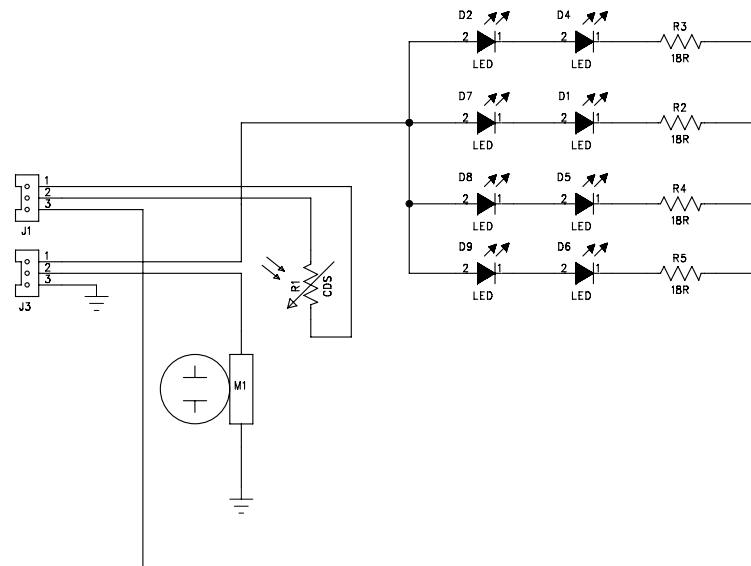 D2 D4 R3
2 1 2 1
LED LED 18R
D7 D1 R2
2 1 2 1
LED LED 18R
1
2
3
J1
D8 D5 R4
2 1 2 1
LED LED 18R
D9 D6 R5
2 1 2 1
LED LED 18R
1
2
3
J3
R1 CDS
M1